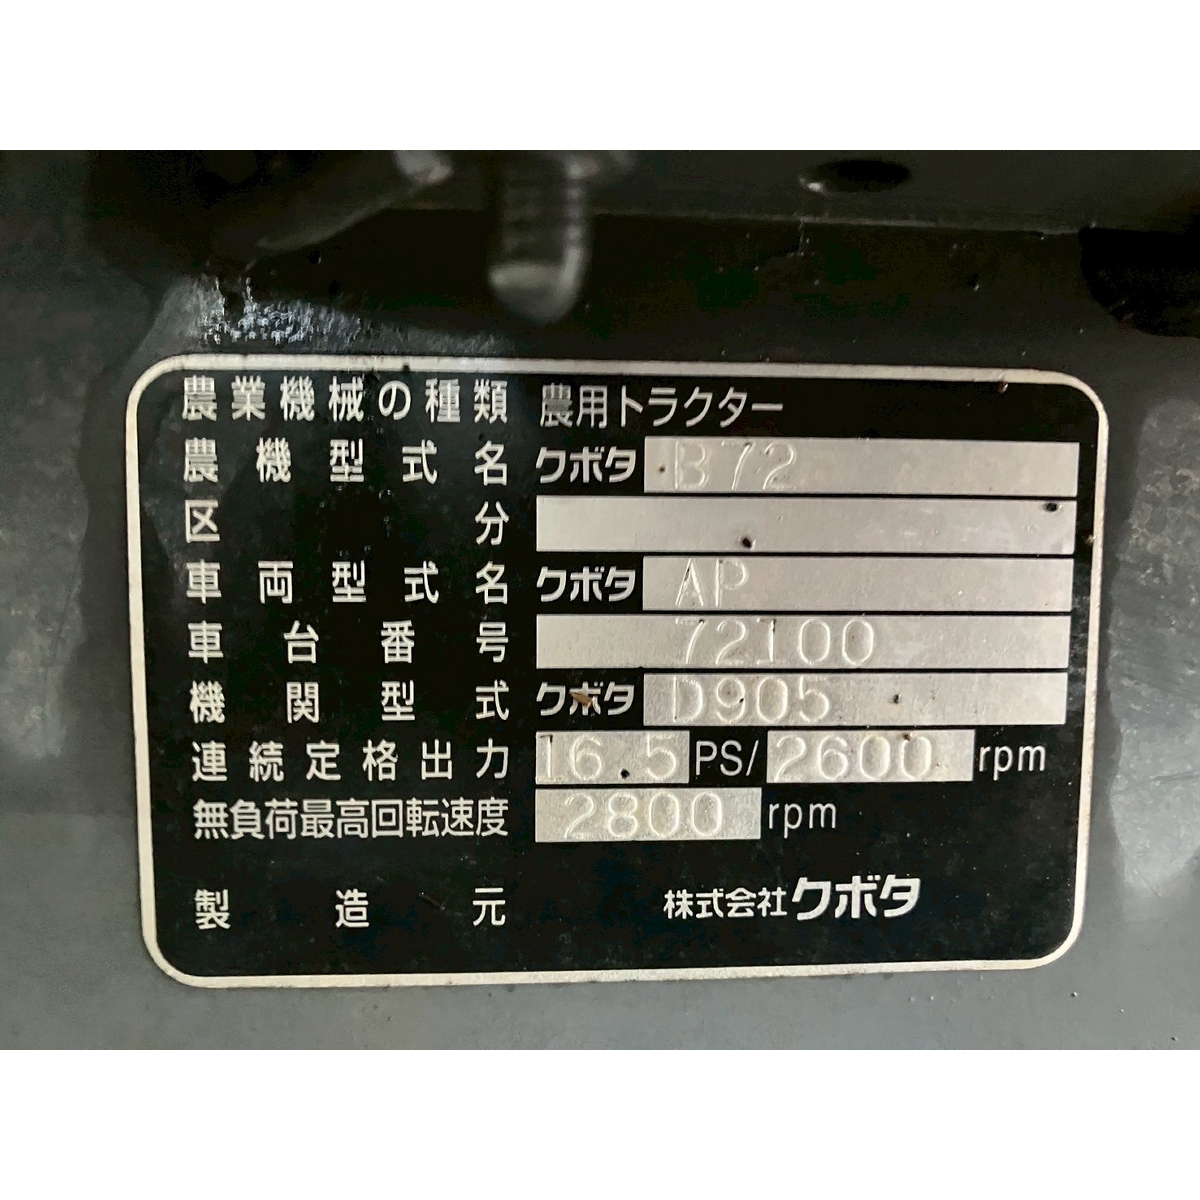 農業機械の種類 農用トラクター
農機型式名 クボタ B72
区分
車両型式名 クボタ AP
車台番号 72100
機関型式 クボタ D905
連続定格出力 16.5 PS/2600 rpm
無負荷最高回転速度 2800 rpm
製造元 株式会社クボタ